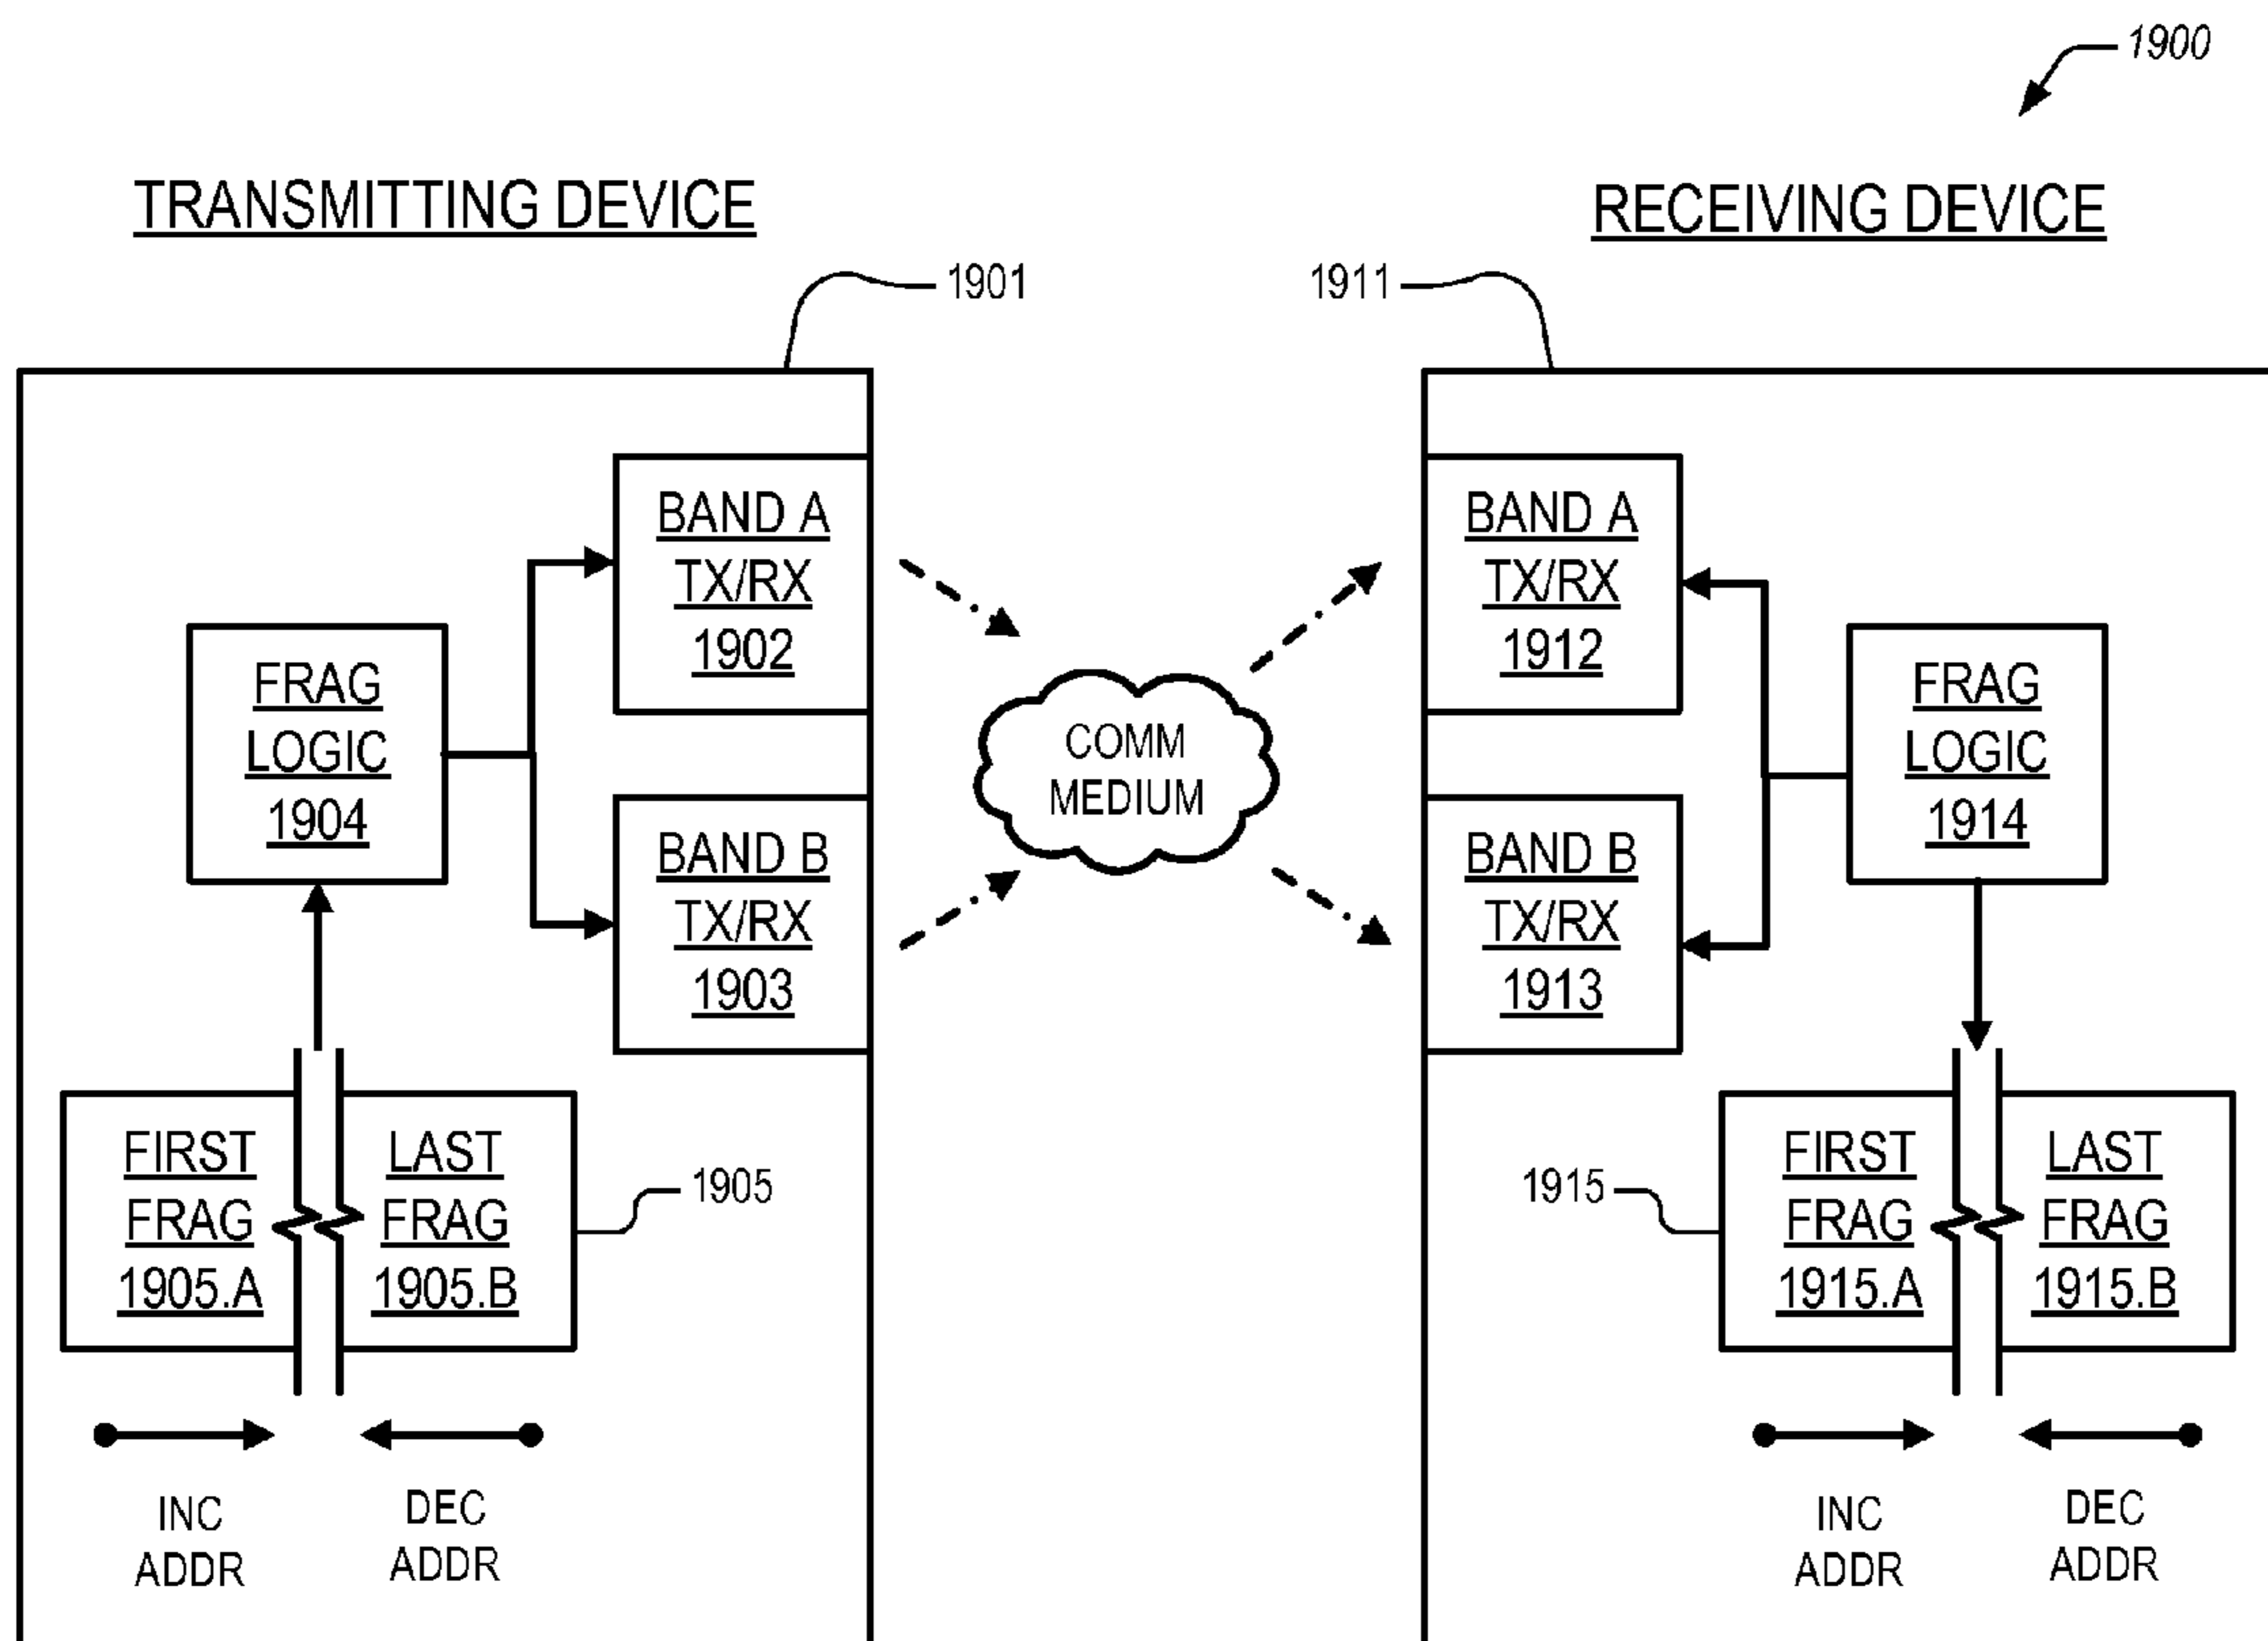 1900
TRANSMITTING DEVICE
RECEIVING DEVICE
1901
1911
BAND A
TX/RX
1902
BAND A
TX/RX
1912
FRAG
LOGIC
1904
COMM
MEDIUM
FRAG
LOGIC
1914
BAND B
TX/RX
1903
BAND B
TX/RX
1913
FIRST
FRAG
1905.A
LAST
FRAG
1905.B
1905
1915
FIRST
FRAG
1915.A
LAST
FRAG
1915.B
INC
ADDR
DEC
ADDR
INC
ADDR
DEC
ADDR